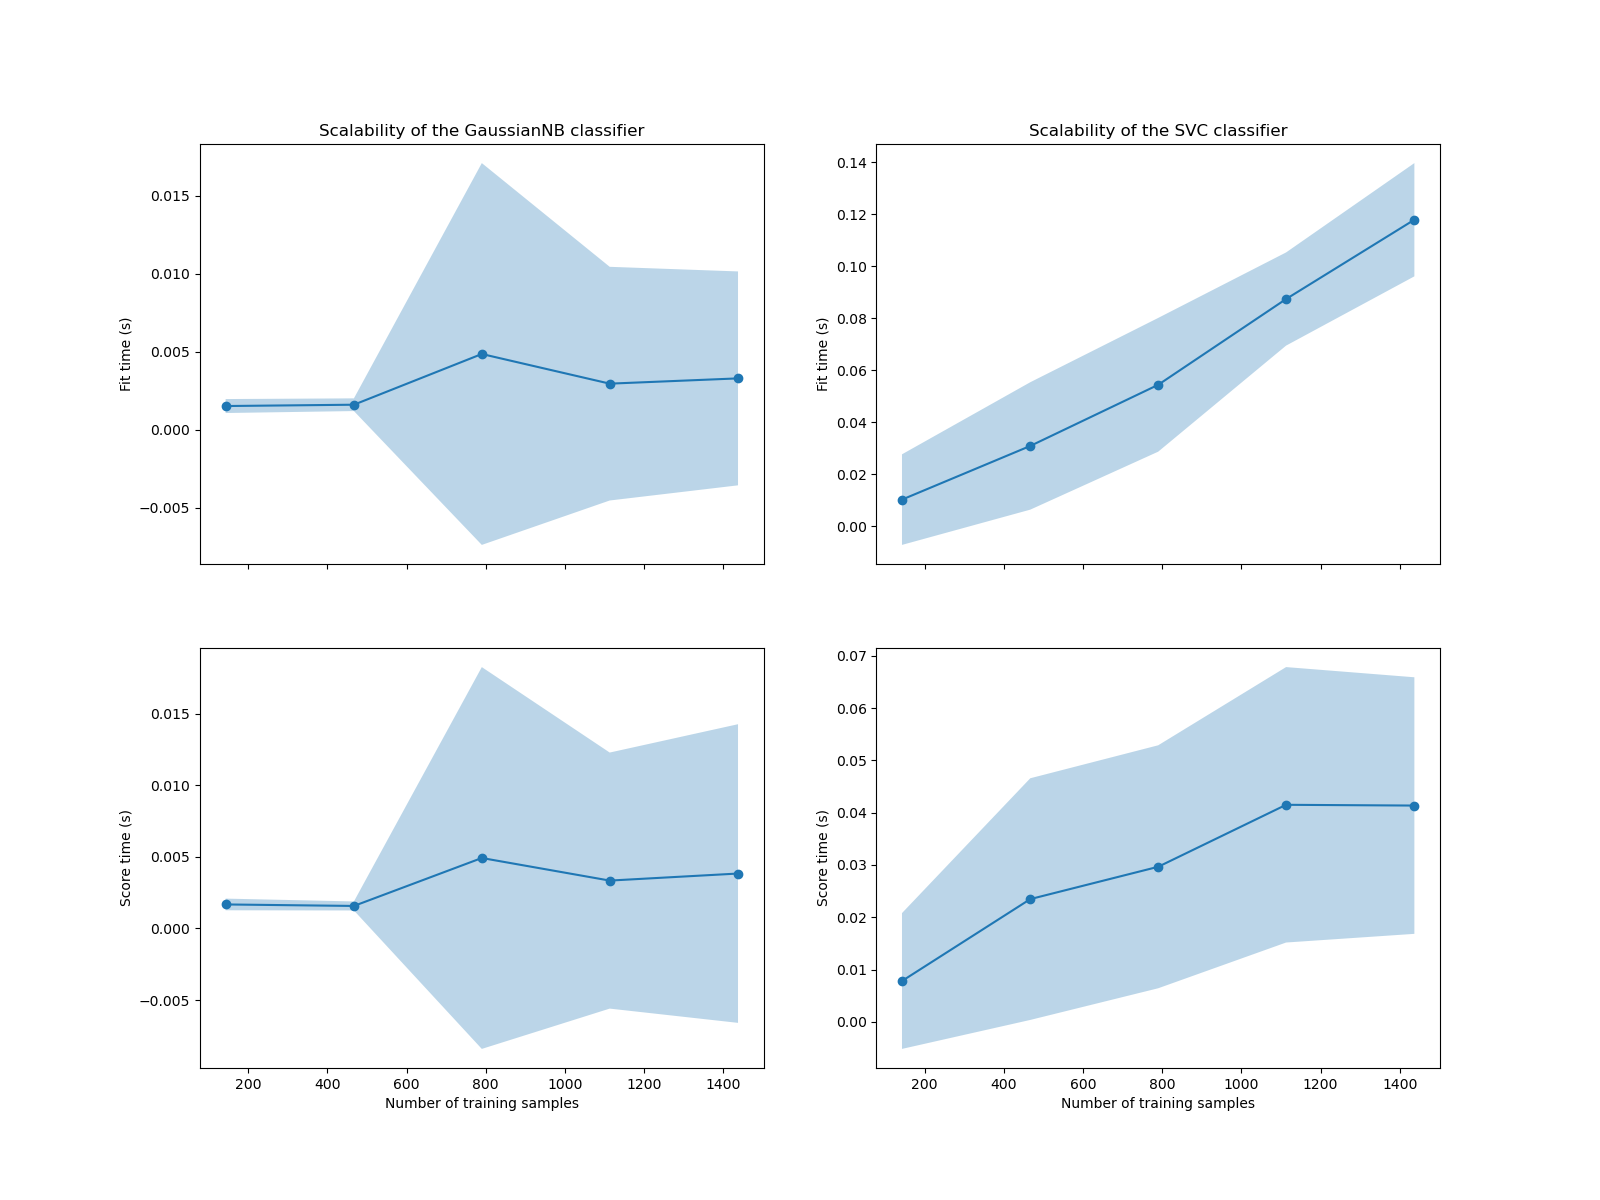 Scalability of the GaussianNB classifier
Fit time (s)
0.015
0.010
0.005
0.000
−0.005
Scalability of the SVC classifier
Fit time (s)
0.14
0.12
0.10
0.08
0.06
0.04
0.02
0.00
Score time (s)
0.015
0.010
0.005
0.000
−0.005
200 400 600 800 1000 1200 1400
Number of training samples
Score time (s)
0.07
0.06
0.05
0.04
0.03
0.02
0.01
0.00
200 400 600 800 1000 1200 1400
Number of training samples